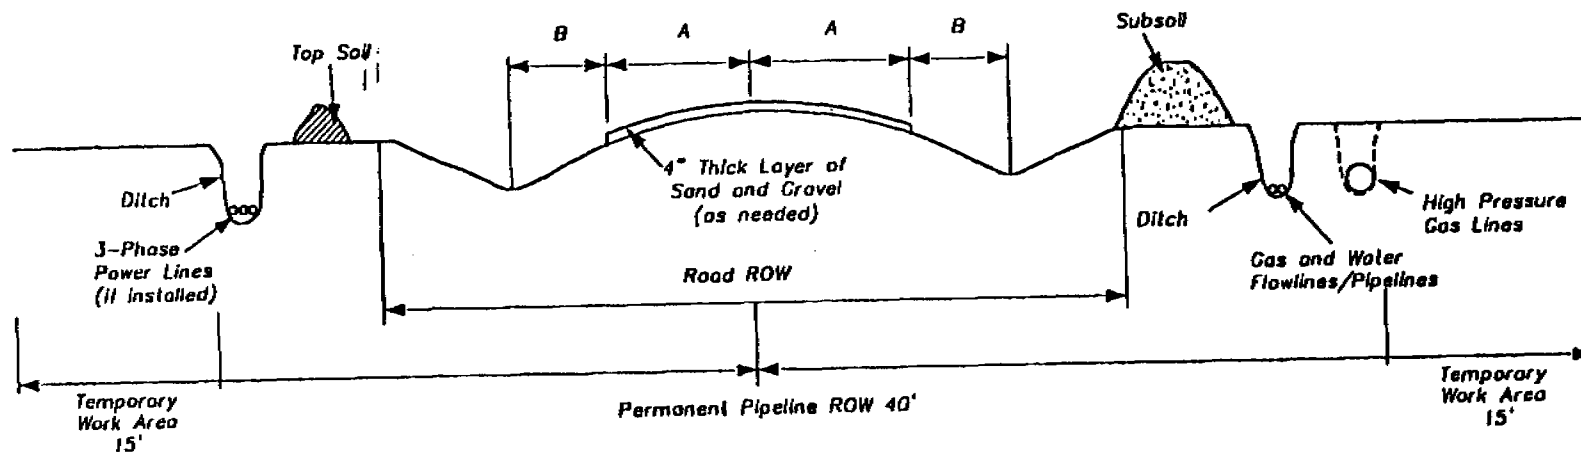 B
A
A
B
Top Soil
Subsoil
4" Thick Layer of
Sand and Gravel
(as needed)
Ditch
3-Phase
Power Lines
(if installed)
Ditch
High Pressure
Gas Lines
Gas and Water
Flowlines/Pipelines
Road ROW
Temporary
Work Area
15'
Permanent Pipeline ROW 40'
Temporary
Work Area
15'